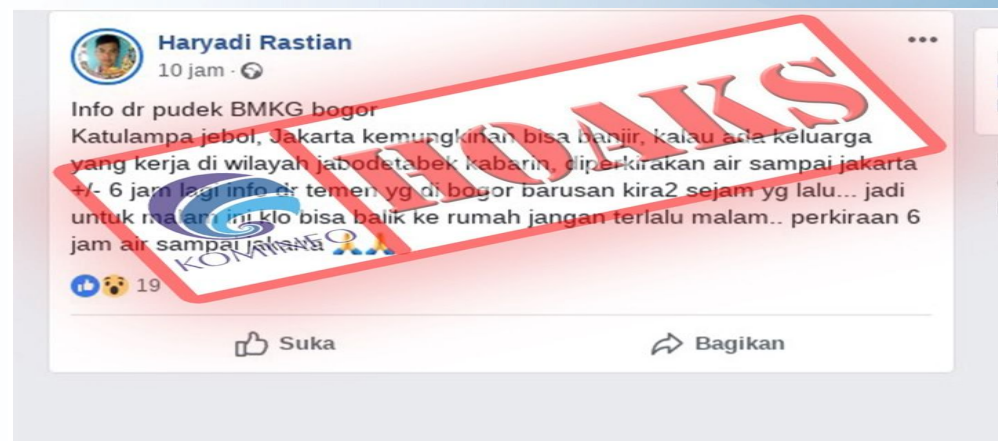 Haryadi Rastian
10 jam ·
Info dr pudek BMKG bogor
Katulampa jebol, Jakarta kemungkinan bisa banjir, kalau ada keluarga
yang kerja di wilayah jabodetabek kabarin, diperkirakan air sampai jakarta
+/- 6 jam lagi info dr temen yg di bogor barusan kira2 sejam yg lalu... jadi
untuk malam ini klo bisa balik ke rumah jangan terlalu malam.. perkiraan 6
jam air sampai jakarta 🙏🙏
HOAKS
KOMINFO
19
Suka
Bagikan